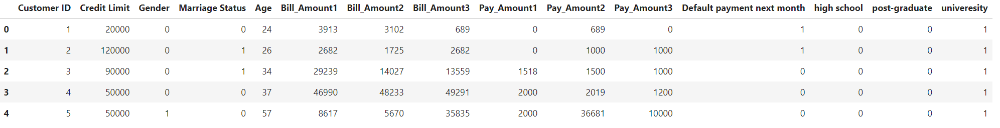 Customer ID Credit Limit Gender Marriage Status Age Bill_Amount1 Bill_Amount2 Bill_Amount3 Pay_Amount1 Pay_Amount2 Pay_Amount3 Default payment next month high school post-graduate univeresity
0 1 20000 0 0 24 3913 3102 689 0 689 0 1 0 0 1
1 2 120000 0 1 26 2682 1725 2682 0 1000 1000 1 0 0 1
2 3 90000 0 1 34 29239 14027 13559 1518 1500 1000 0 0 0 1
3 4 50000 0 0 37 46990 48233 49291 2000 2019 1200 0 0 0 1
4 5 50000 1 0 57 8617 5670 35835 2000 36681 10000 0 0 0 1